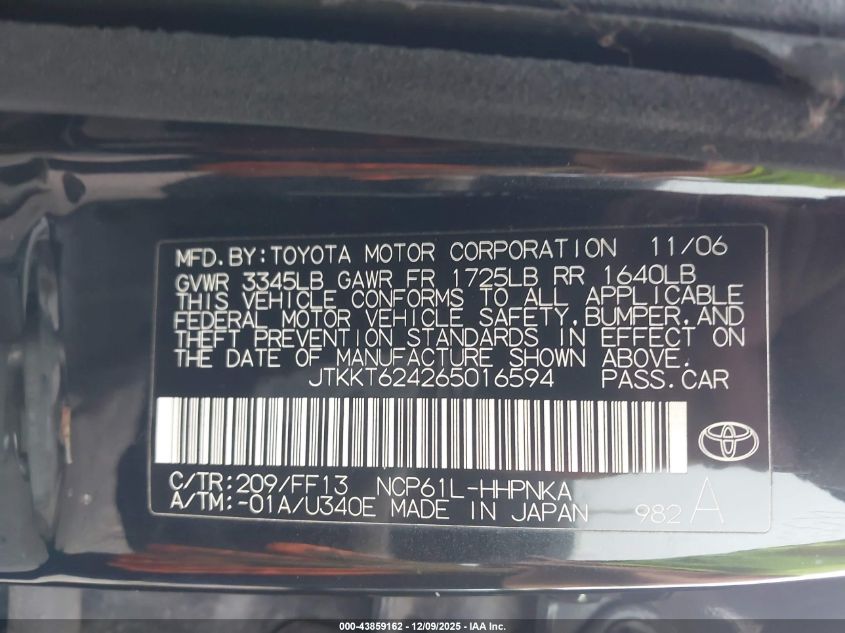 MFD.BY:TOYOTA MOTOR CORPORATION 11/06
GVWR 3345LB GAWR FR 1725LB RR 1640LB
THIS VEHICLE CONFORMS TO ALL APPLICABLE
FEDERAL MOTOR VEHICLE SAFETY,BUMPER,AND
THEFT PREVENTION STANDARDS IN EFFECT ON
THE DATE OF MANUFACTURE SHOWN ABOVE.
JTKKT624265016594 PASS.CAR
C/TR:209/FF13 NCP61L-HHPNKA
A/TM:-01A/U340E MADE IN JAPAN 982 A
000-43859162 - 12/09/2025 - IAA Inc.